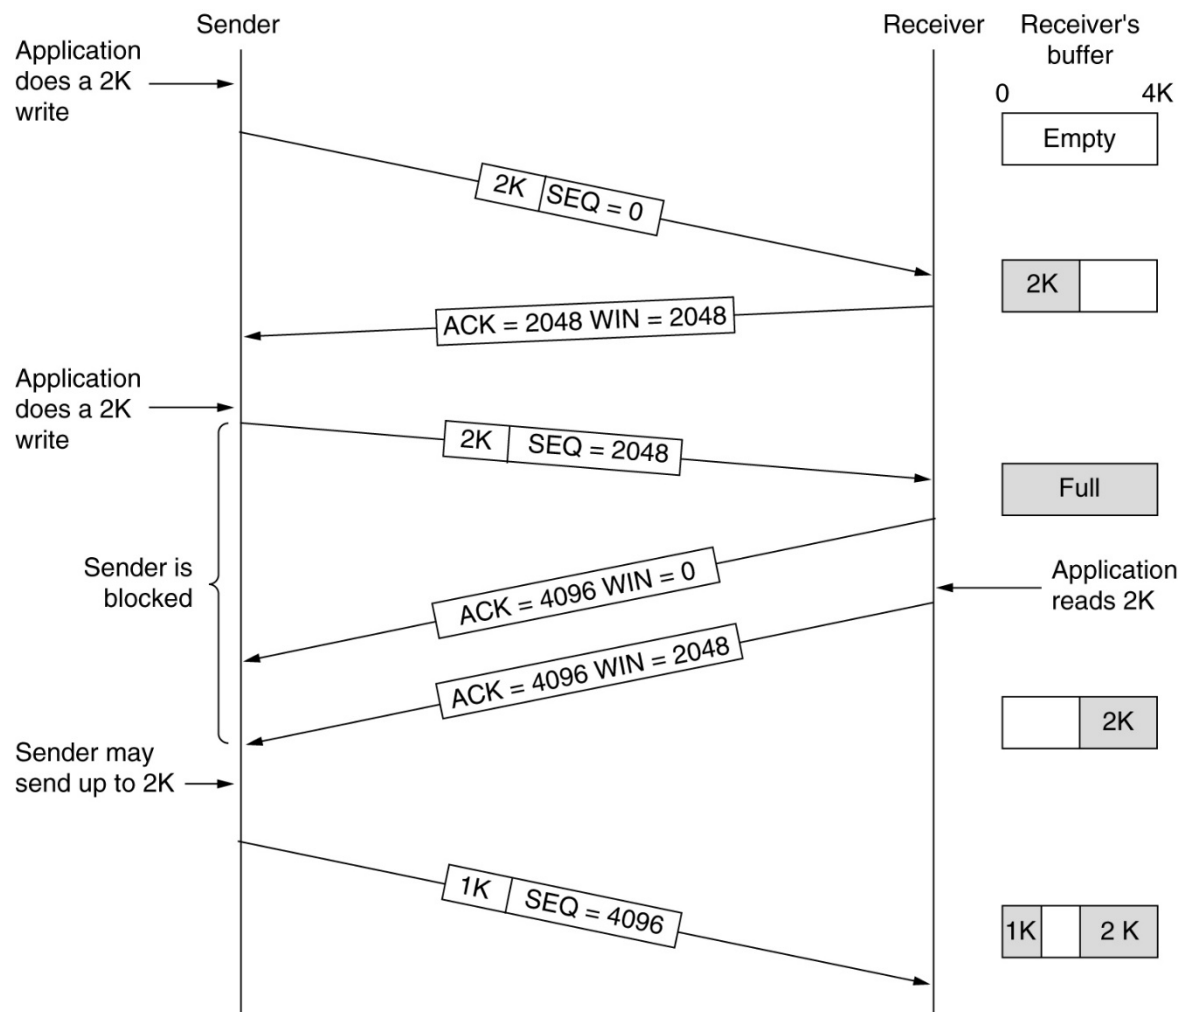 Sender
Receiver
Receiver's
buffer
Application
does a 2K
write
0
4K
Empty
2K
SEQ = 0
2K
ACK = 2048 WIN = 2048
Application
does a 2K
write
2K
SEQ = 2048
Full
Sender is
blocked
ACK = 4096 WIN = 0
Application
reads 2K
ACK = 4096 WIN = 2048
2K
Sender may
send up to 2K
1K
SEQ = 4096
1K
2 K